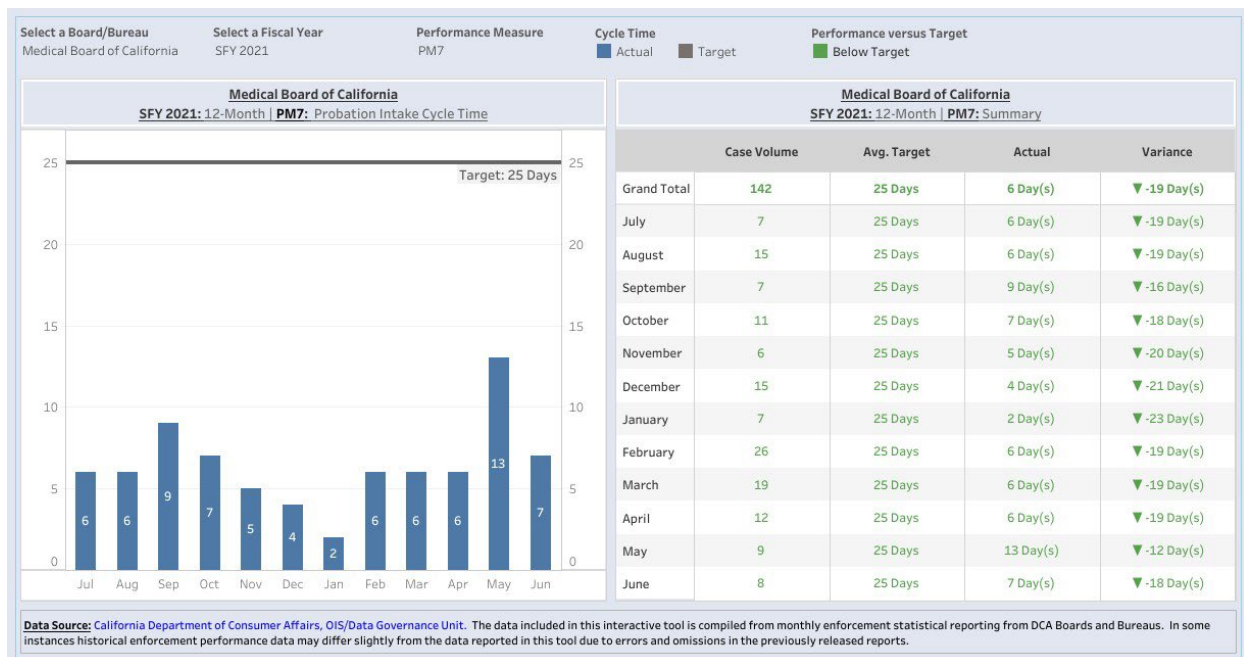 Select a Board/Bureau Select a Fiscal Year Performance Measure Cycle Time Performance versus Target
Medical Board of California SFY 2021 PM7 Actual Target Below Target
Medical Board of California
SFY 2021: 12-Month | PM7: Probation Intake Cycle Time
25 25
Target: 25 Days
20 20
15 15
10 10
5 5
0 0
6 6 9 7 5 4 2 6 6 6 13 7
Jul Aug Sep Oct Nov Dec Jan Feb Mar Apr May Jun
Medical Board of California
SFY 2021: 12-Month | PM7: Summary
Case Volume Avg. Target Actual Variance
Grand Total 142 25 Days 6 Day(s) ▼ -19 Day(s)
July 7 25 Days 6 Day(s) ▼ -19 Day(s)
August 15 25 Days 6 Day(s) ▼ -19 Day(s)
September 7 25 Days 9 Day(s) ▼ -16 Day(s)
October 11 25 Days 7 Day(s) ▼ -18 Day(s)
November 6 25 Days 5 Day(s) ▼ -20 Day(s)
December 15 25 Days 4 Day(s) ▼ -21 Day(s)
January 7 25 Days 2 Day(s) ▼ -23 Day(s)
February 26 25 Days 6 Day(s) ▼ -19 Day(s)
March 19 25 Days 6 Day(s) ▼ -19 Day(s)
April 12 25 Days 6 Day(s) ▼ -19 Day(s)
May 9 25 Days 13 Day(s) ▼ -12 Day(s)
June 8 25 Days 7 Day(s) ▼ -18 Day(s)
Data Source: California Department of Consumer Affairs, OIS/Data Governance Unit. The data included in this interactive tool is compiled from monthly enforcement statistical reporting from DCA Boards and Bureaus. In some
instances historical enforcement performance data may differ slightly from the data reported in this tool due to errors and omissions in the previously released reports.